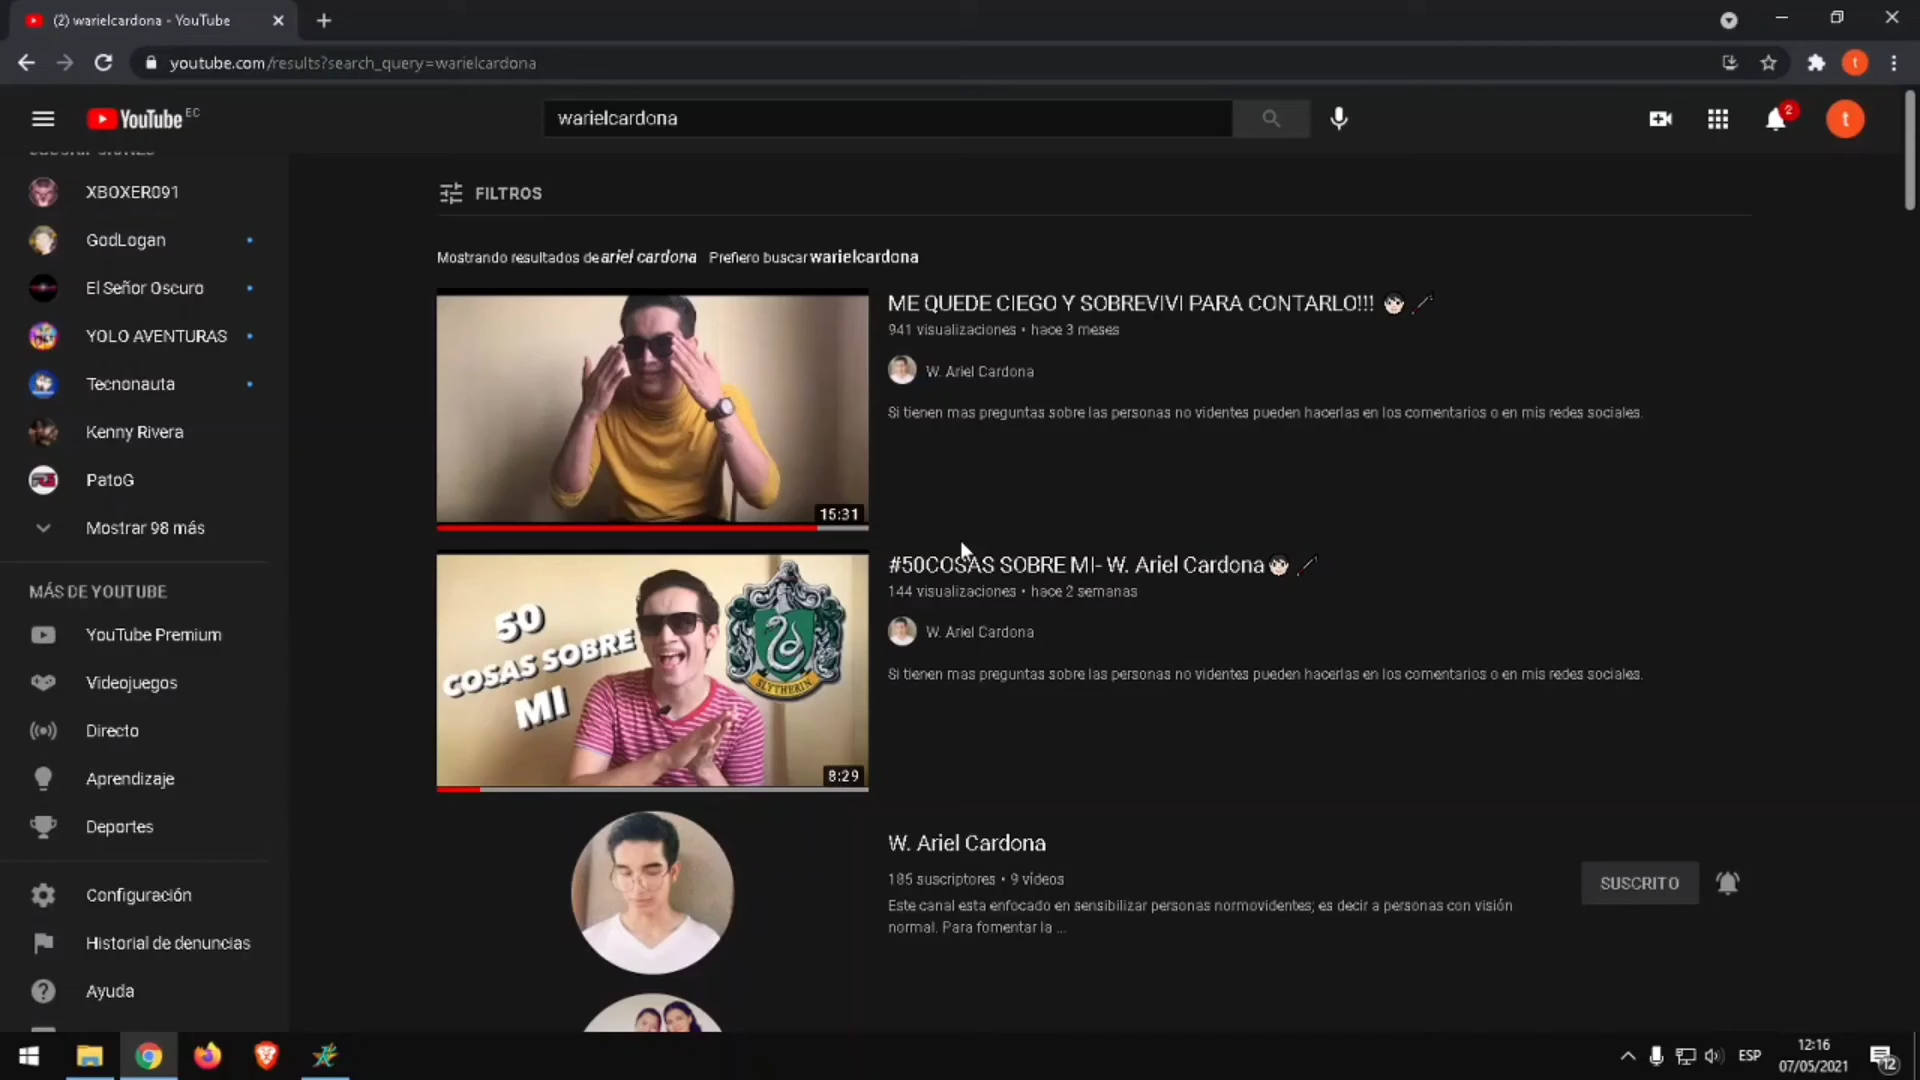 (2) warielcardona - YouTube
youtube.com/results?search_query=warielcardona
YouTube EC
warielcardona
2
t
t
XBOXER091
GodLogan
El Señor Oscuro
YOLO AVENTURAS
Tecnonauta
Kenny Rivera
PatoG
Mostrar 98 más
MÁS DE YOUTUBE
YouTube Premium
Videojuegos
Directo
Aprendizaje
Deportes
Configuración
Historial de denuncias
Ayuda
FILTROS
Mostrando resultados de ariel cardona Prefiero buscar warielcardona
15:31
ME QUEDE CIEGO Y SOBREVIVI PARA CONTARLO!!!
941 visualizaciones • hace 3 meses
W. Ariel Cardona
Si tienen mas preguntas sobre las personas no videntes pueden hacerlas en los comentarios o en mis redes sociales.
50
COSAS SOBRE
MI
SLYTHERIN
8:29
#50COSAS SOBRE MI- W. Ariel Cardona
144 visualizaciones • hace 2 semanas
W. Ariel Cardona
Si tienen mas preguntas sobre las personas no videntes pueden hacerlas en los comentarios o en mis redes sociales.
W. Ariel Cardona
185 suscriptores • 9 vídeos
Este canal esta enfocado en sensibilizar personas normovidentes; es decir a personas con visión
normal. Para fomentar la ...
SUSCRITO
ESP
12:16
07/05/2021
12